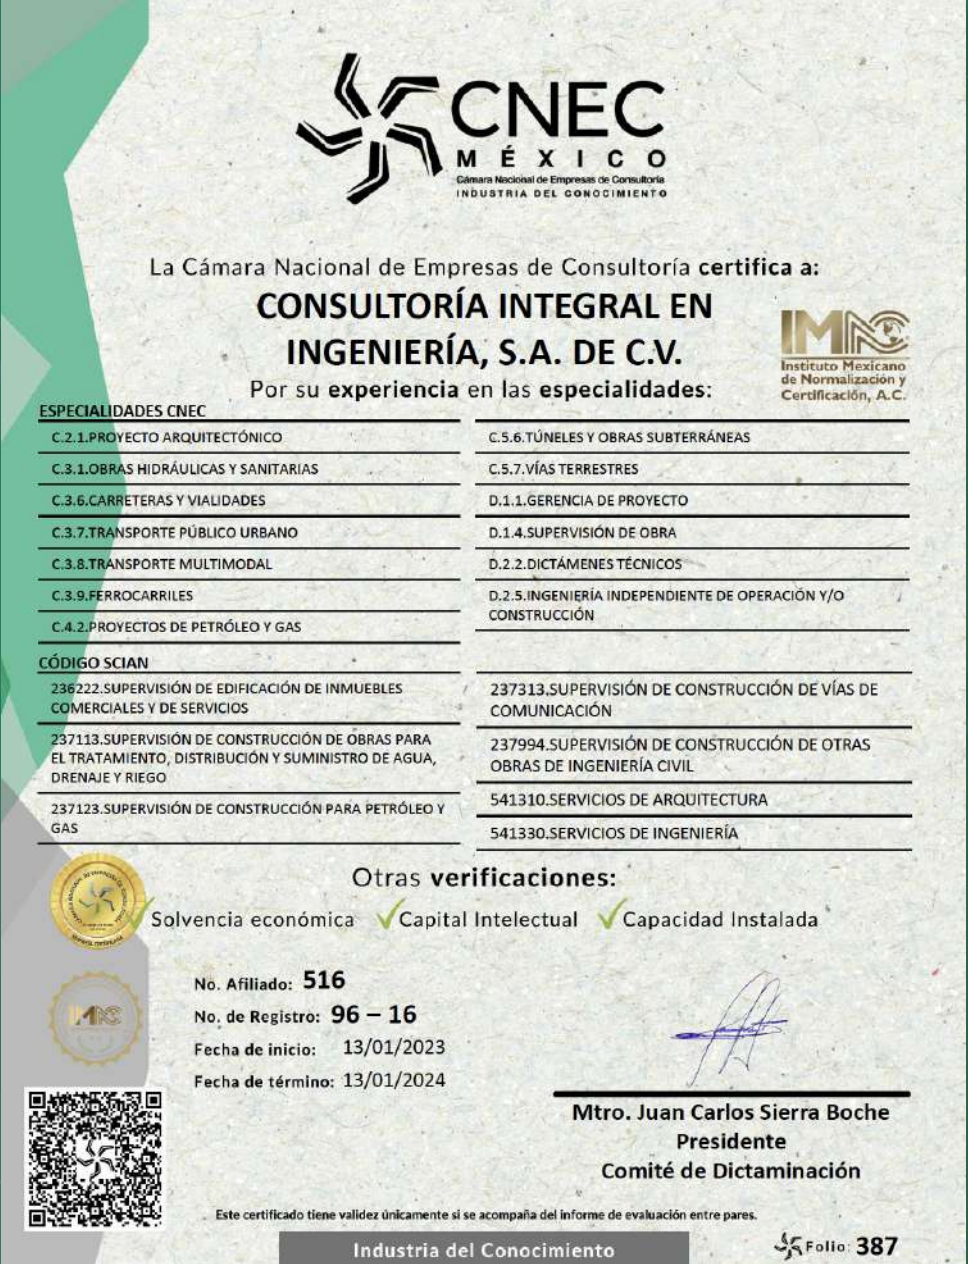 CNEC
MÉXICO
Cámara Nacional de Empresas de Consultoría
INDUSTRIA DEL CONOCIMIENTO
La Cámara Nacional de Empresas de Consultoría certifica a:
CONSULTORÍA INTEGRAL EN
INGENIERÍA, S.A. DE C.V.
IMNC
Instituto Mexicano
de Normalización y
Certificación, A.C.
Por su experiencia en las especialidades:
ESPECIALIDADES CNEC
C.2.1.PROYECTO ARQUITECTÓNICO
C.3.1.OBRAS HIDRÁULICAS Y SANITARIAS
C.3.6.CARRETERAS Y VIALIDADES
C.3.7.TRANSPORTE PÚBLICO URBANO
C.3.8.TRANSPORTE MULTIMODAL
C.3.9.FERROCARRILES
C.4.2.PROYECTOS DE PETRÓLEO Y GAS
C.5.6.TÚNELES Y OBRAS SUBTERRÁNEAS
C.5.7.VÍAS TERRESTRES
D.1.1.GERENCIA DE PROYECTO
D.1.4.SUPERVISIÓN DE OBRA
D.2.2.DICTÁMENES TÉCNICOS
D.2.5.INGENIERÍA INDEPENDIENTE DE OPERACIÓN Y/O
CONSTRUCCIÓN
CÓDIGO SCIAN
236222.SUPERVISIÓN DE EDIFICACIÓN DE INMUEBLES
COMERCIALES Y DE SERVICIOS
237113.SUPERVISIÓN DE CONSTRUCCIÓN DE OBRAS PARA
EL TRATAMIENTO, DISTRIBUCIÓN Y SUMINISTRO DE AGUA,
DRENAJE Y RIEGO
237123.SUPERVISIÓN DE CONSTRUCCIÓN PARA PETRÓLEO Y
GAS
237313.SUPERVISIÓN DE CONSTRUCCIÓN DE VÍAS DE
COMUNICACIÓN
237994.SUPERVISIÓN DE CONSTRUCCIÓN DE OTRAS
OBRAS DE INGENIERÍA CIVIL
541310.SERVICIOS DE ARQUITECTURA
541330.SERVICIOS DE INGENIERÍA
Otras verificaciones:
Solvencia económica Capital Intelectual Capacidad Instalada
No. Afiliado: 516
No. de Registro: 96 – 16
Fecha de inicio: 13/01/2023
Fecha de término: 13/01/2024
IMNC
Mtro. Juan Carlos Sierra Boche
Presidente
Comité de Dictaminación
Este certificado tiene validez únicamente si se acompaña del informe de evaluación entre pares.
Industria del Conocimiento
Folio: 387